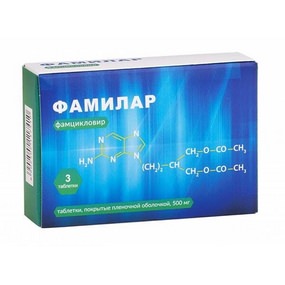 ФАМИЛАР
фамцикловир
N
N
N
N
H₂N
(CH₂)₂—CH
CH₂—O—CO—CH₃
CH₂—O—CO—CH₃
3
таблетки
таблетки, покрытые пленочной оболочкой, 500 мг